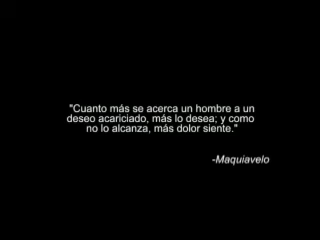 "Cuanto más se acerca un hombre a un
deseo acariciado, más lo desea; y como
no lo alcanza, más dolor siente."
-Maquiavelo